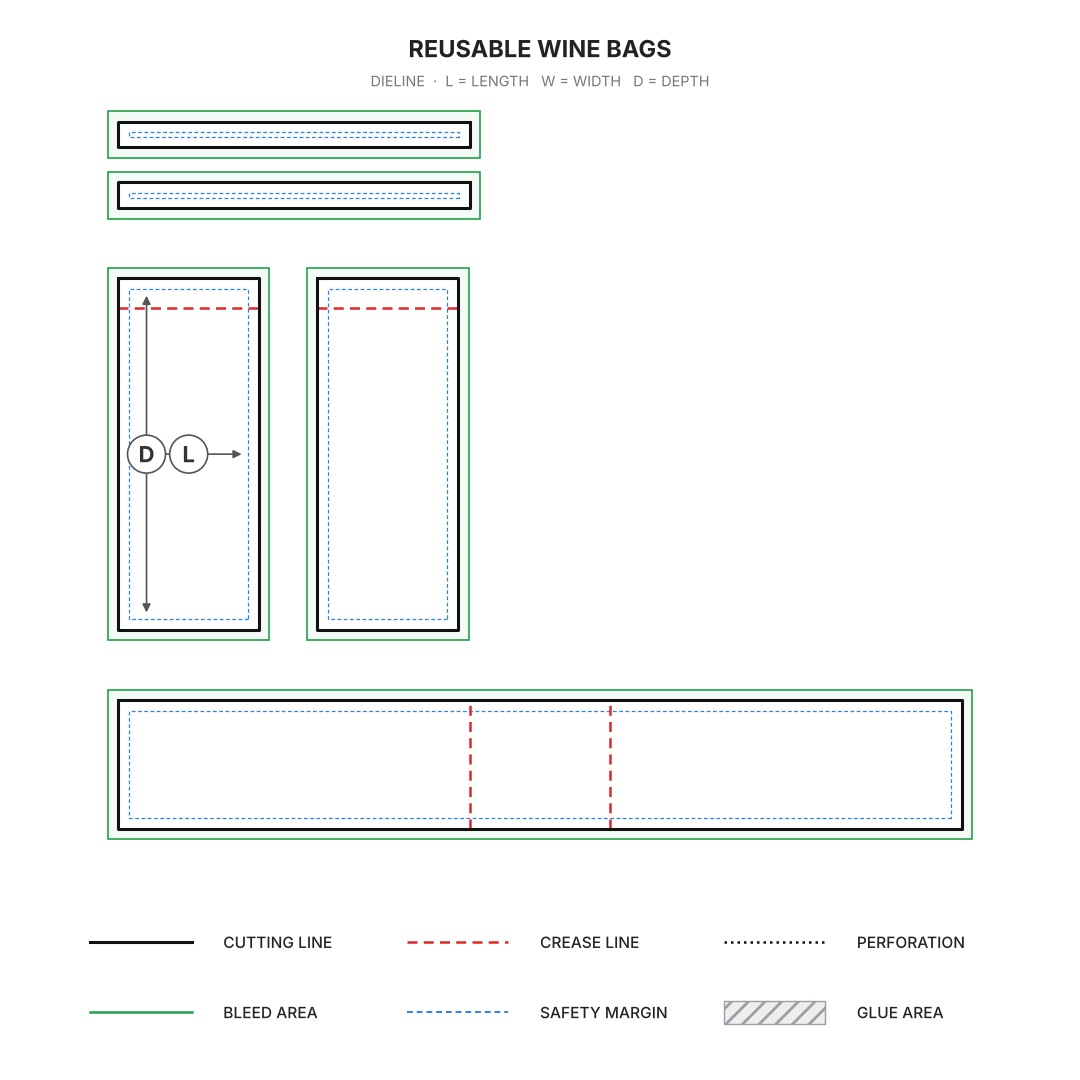 REUSABLE WINE BAGS
DIELINE · L = LENGTH W = WIDTH D = DEPTH
D L
CUTTING LINE
CREASE LINE
PERFORATION
BLEED AREA
SAFETY MARGIN
GLUE AREA